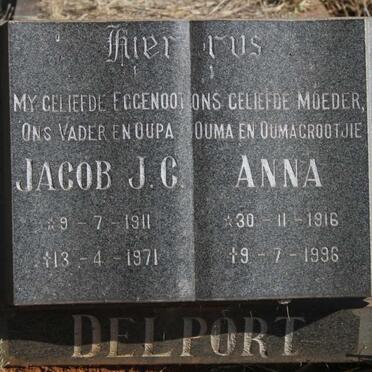 Hier rus
MY GELIEFDE EGGENOOT
ONS VADER EN OUPA
JACOB J.C.
☆9-7-1911
†13-4-1971
ONS GELIEFDE MOEDER,
OUMA EN OUMAGROOTJIE
ANNA
☆30-11-1916
†9-7-1996
DELPORT